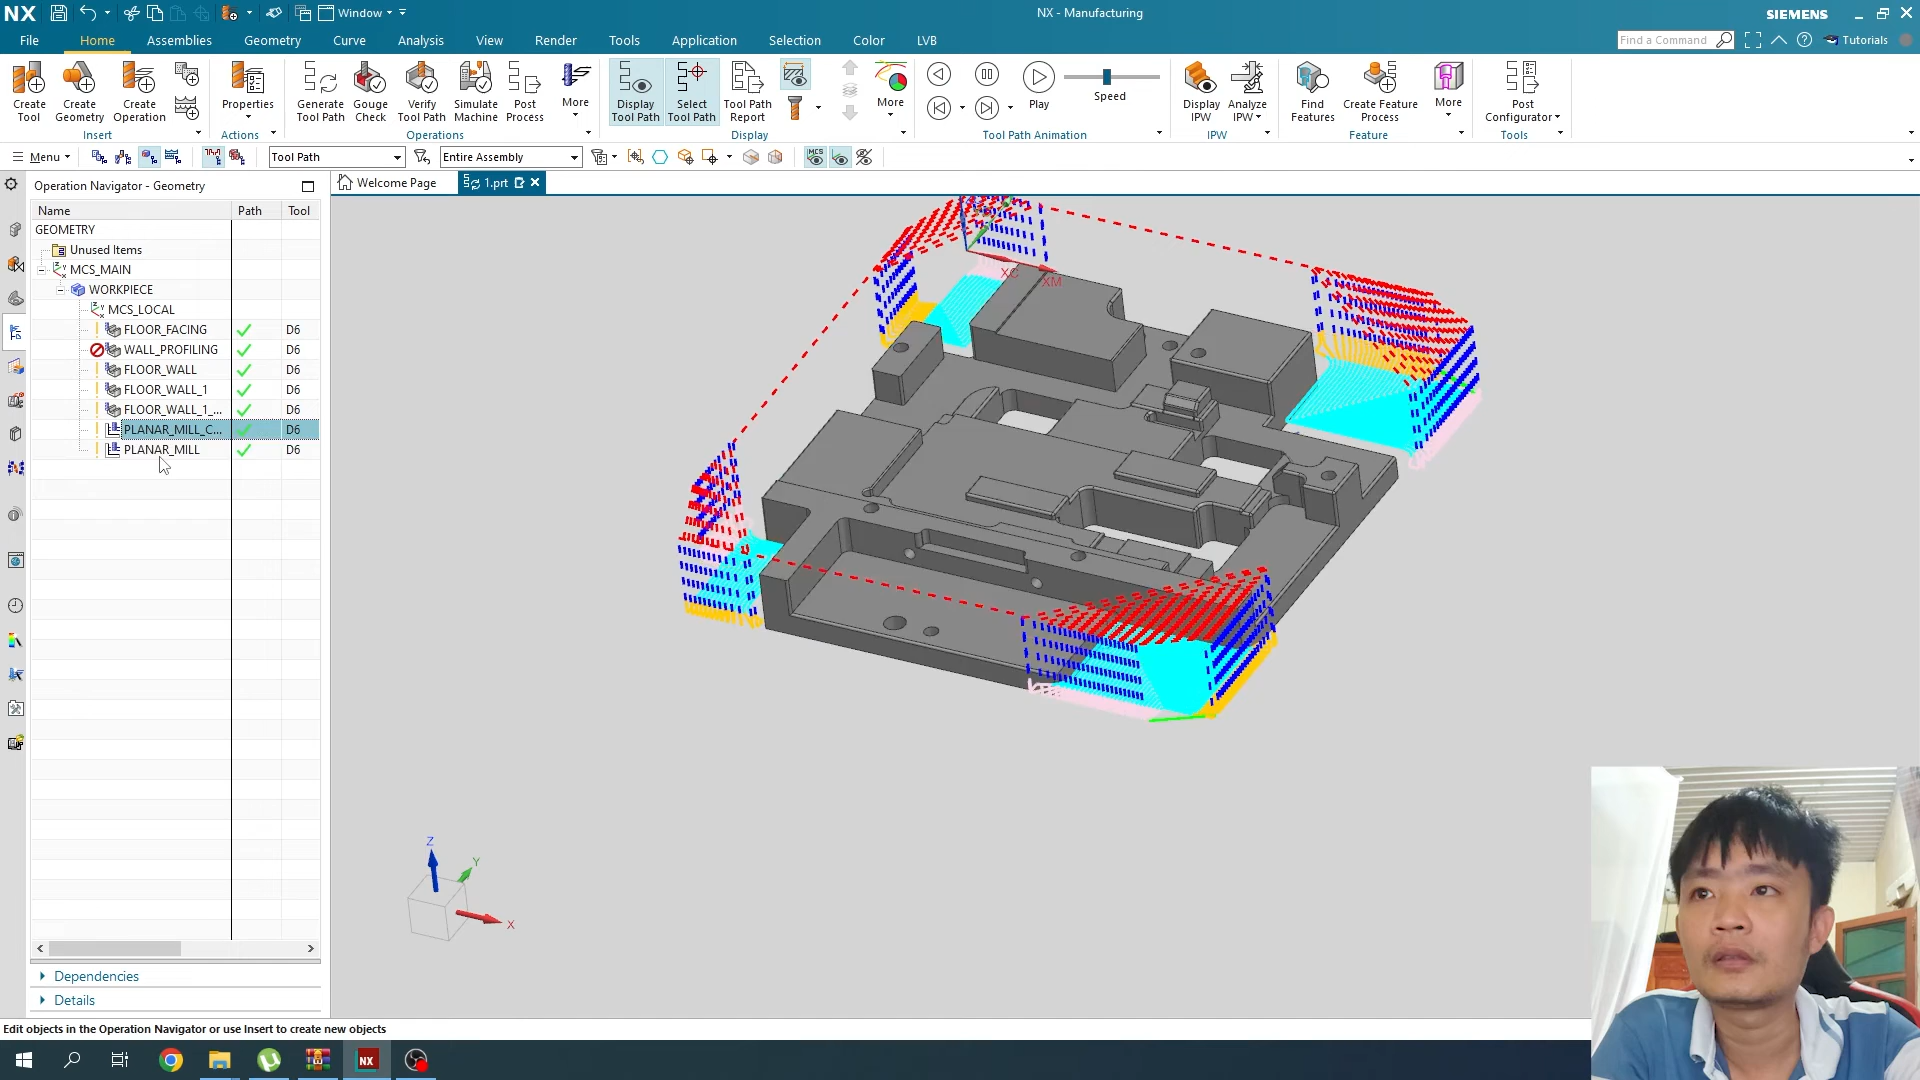 NX
Window
NX - Manufacturing
SIEMENS
File
Home
Assemblies
Geometry
Curve
Analysis
View
Render
Tools
Application
Selection
Color
LVB
Find a Command
Tutorials
Create Tool
Create Geometry
Create Operation
Properties
Generate Tool Path
Gouge Check
Verify Tool Path
Simulate Machine
Post Process
More
Display Tool Path
Select Tool Path
Tool Path Report
More
Play
Speed
Display IPW
Analyze IPW
Find Features
Create Feature Process
More
Post Configurator
Insert
Actions
Operations
Display
Tool Path Animation
IPW
Feature
Tools
Menu
Tool Path
Entire Assembly
MCS
Operation Navigator - Geometry
Welcome Page
1.prt
Name
Path
Tool
GEOMETRY
Unused Items
MCS_MAIN
WORKPIECE
MCS_LOCAL
FLOOR_FACING
D6
WALL_PROFILING
D6
FLOOR_WALL
D6
FLOOR_WALL_1
D6
FLOOR_WALL_1_...
D6
PLANAR_MILL_C...
D6
PLANAR_MILL
D6
XC
XM
Z
Y
X
Dependencies
Details
Edit objects in the Operation Navigator or use Insert to create new objects
NX